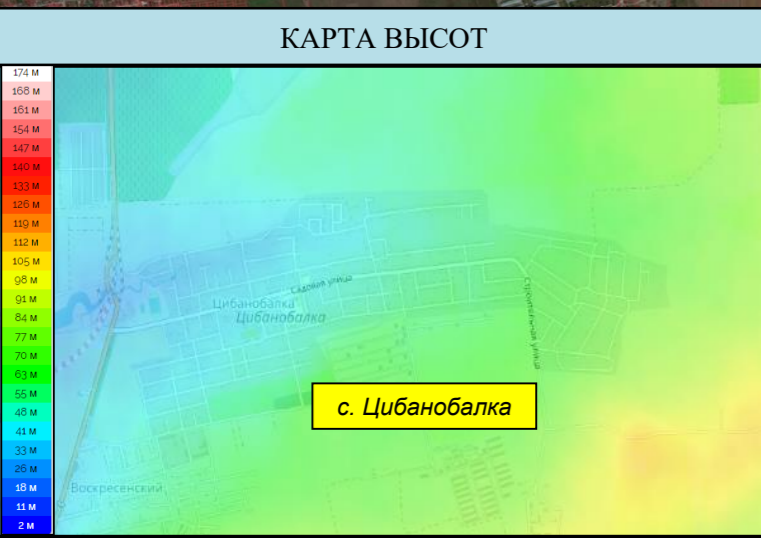 КАРТА ВЫСОТ
174 м
168 м
161 м
154 м
147 м
140 м
133 м
126 м
119 м
112 м
105 м
98 м
91 м
84 м
77 м
70 м
63 м
55 м
48 м
41 м
33 м
26 м
18 м
11 м
2 м
Садовая улица
Строительная улица
Цибанобалка
Цибанобалка
с. Цибанобалка
Воскресенский